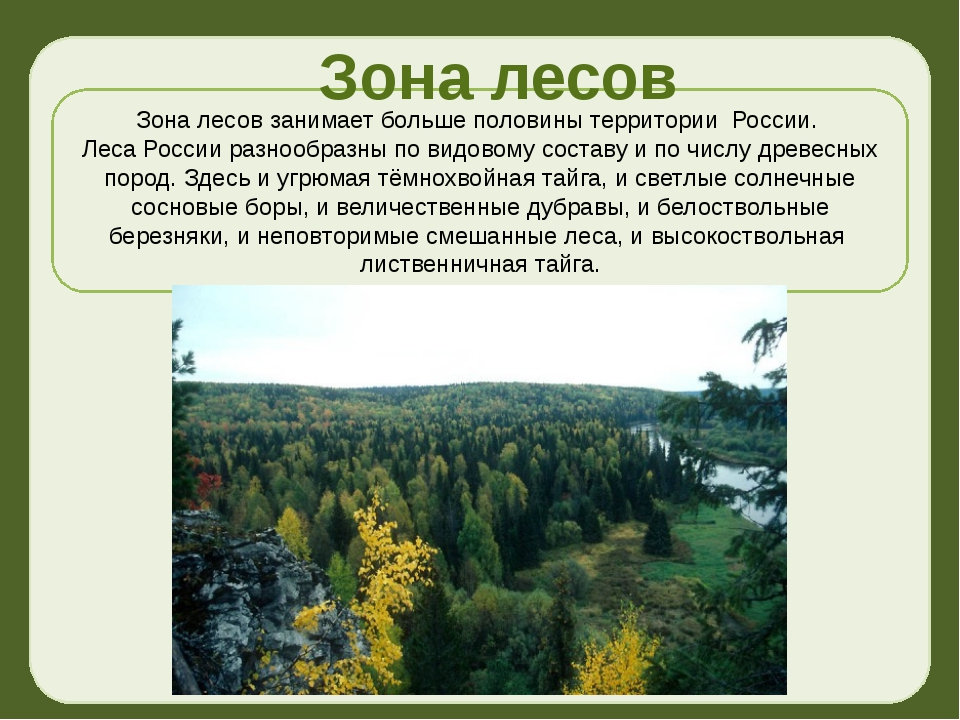 Зона лесов
Зона лесов занимает больше половины территории  России.
Леса России разнообразны по видовому составу и по числу древесных
пород. Здесь и угрюмая тёмнохвойная тайга, и светлые солнечные
сосновые боры, и величественные дубравы, и белоствольные
березняки, и неповторимые смешанные леса, и высокоствольная
лиственничная тайга.